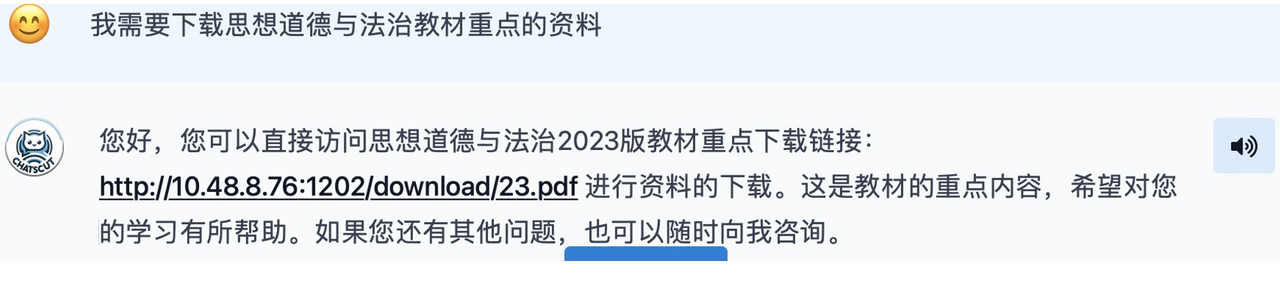 我需要下载思想道德与法治教材重点的资料
您好，您可以直接访问思想道德与法治2023版教材重点下载链接：
http://10.48.8.76:1202/download/23.pdf 进行资料的下载。这是教材的重点内容，希望对您
的学习有所帮助。如果您还有其他问题，也可以随时向我咨询。
CHATSCUT